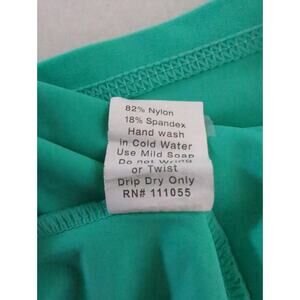 82% Nylon
18% Spandex
Hand wash
in Cold Water
Use Mild Soap
Do not Wring
or Twist
Drip Dry Only
RN# 111055